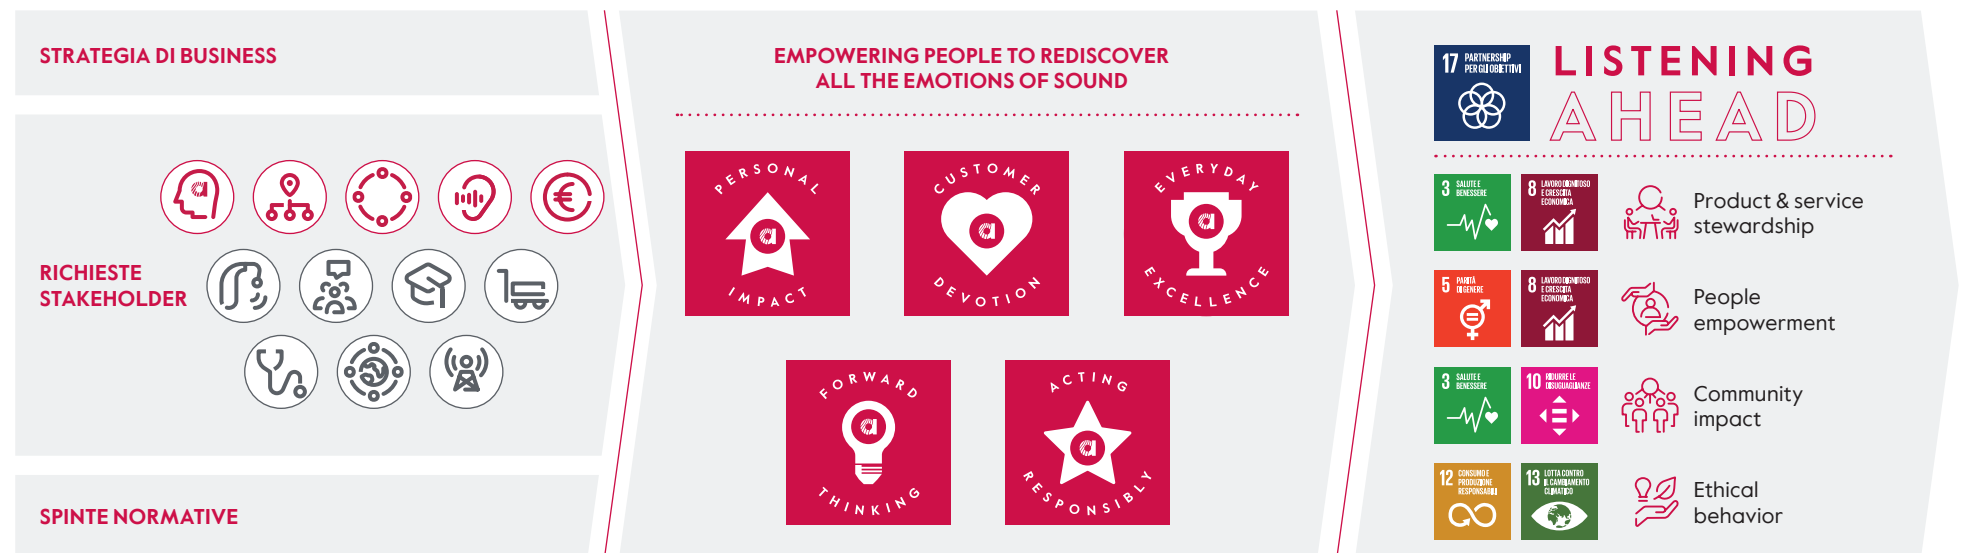 STRATEGIA DI BUSINESS
RICHIESTE
STAKEHOLDER
SPINTE NORMATIVE
EMPOWERING PEOPLE TO REDISCOVER
ALL THE EMOTIONS OF SOUND
PERSONAL
IMPACT
CUSTOMER
DEVOTION
EVERYDAY
EXCELLENCE
FORWARD
THINKING
ACTING
RESPONSIBLY
17 PARTNERSHIP
PER GLI OBIETTIVI
LISTENING
AHEAD
3 SALUTE E
BENESSERE
8 LAVORO DIGNITOSO
E CRESCITA
ECONOMICA
Product & service
stewardship
5 PARITÀ
DI GENERE
8 LAVORO DIGNITOSO
E CRESCITA
ECONOMICA
People
empowerment
3 SALUTE E
BENESSERE
10 RIDURRE LE
DISUGUAGLIANZE
Community
impact
12 CONSUMO E
PRODUZIONE
RESPONSABILI
13 LOTTA CONTRO
IL CAMBIAMENTO
CLIMATICO
Ethical
behavior